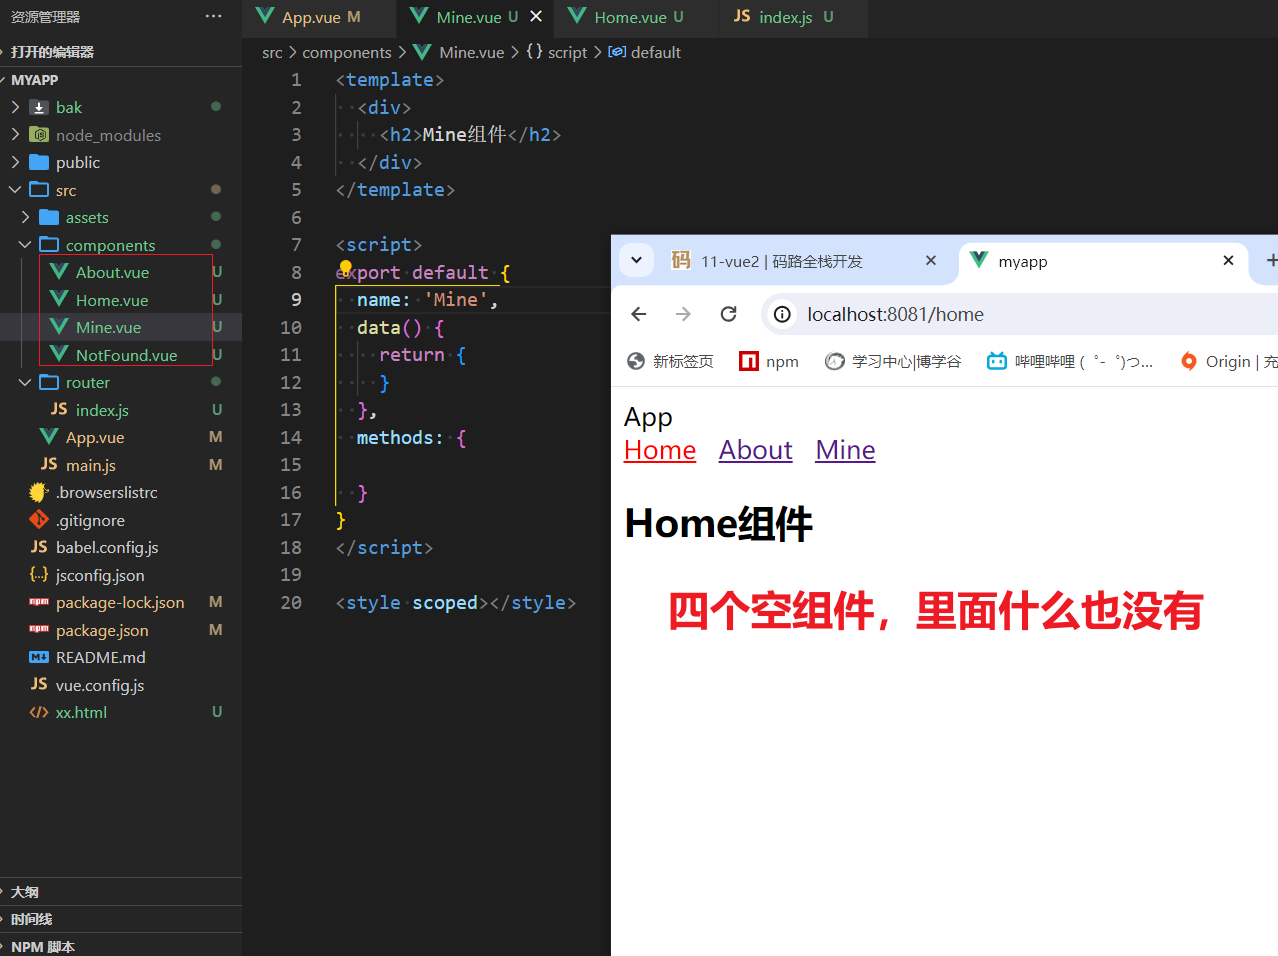 资源管理器 ···
打开的编辑器
MYAPP
bak
node_modules
public
src
assets
components
About.vue U
Home.vue U
Mine.vue U
NotFound.vue U
router
JS index.js U
App.vue M
JS main.js M
.browserslistrc
.gitignore
JS babel.config.js
{..} jsconfig.json
npm package-lock.json M
npm package.json M
README.md
JS vue.config.js
xx.html U
大纲
时间线
NPM 脚本
App.vue M
Mine.vue U
Home.vue U
JS index.js U
src > components > Mine.vue > {} script > default
1 <template>
2 <div>
3 <h2>Mine组件</h2>
4 </div>
5 </template>
6
7 <script>
8 export default {
9 name: 'Mine',
10 data() {
11 return {
12 }
13 },
14 methods: {
15
16 }
17 }
18 </script>
19
20 <style scoped></style>
码 11-vue2 | 码路全栈开发
myapp
localhost:8081/home
新标签页
npm
学习中心|博学谷
哔哩哔哩 (゜-゜)つ...
Origin | 充
App
Home About Mine
Home组件
四个空组件，里面什么也没有